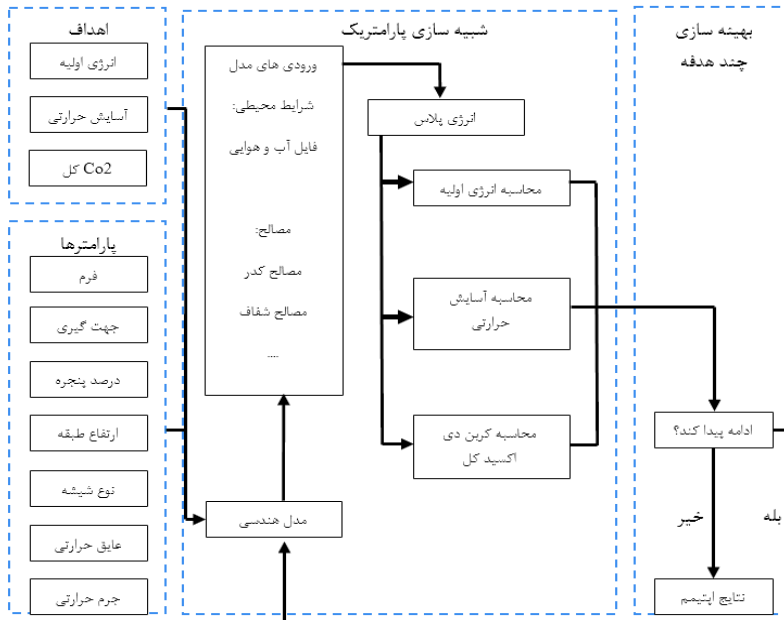 اهداف
انرژی اولیه
آسایش حرارتی
Co2 کل
پارامترها
فرم
جهت گیری
درصد پنجره
ارتفاع طبقه
نوع شیشه
عایق حرارتی
جرم حرارتی
شبیه سازی پارامتریک
ورودی های مدل
شرایط محیطی:
فایل آب و هوایی
مصالح:
مصالح کدر
مصالح شفاف
....
مدل هندسی
انرژی پلاس
محاسبه انرژی اولیه
محاسبه آسایش
حرارتی
محاسبه کربن دی
اکسید کل
بهینه سازی
چند هدفه
ادامه پیدا کند؟
خیر
بله
نتایج اپتیمم